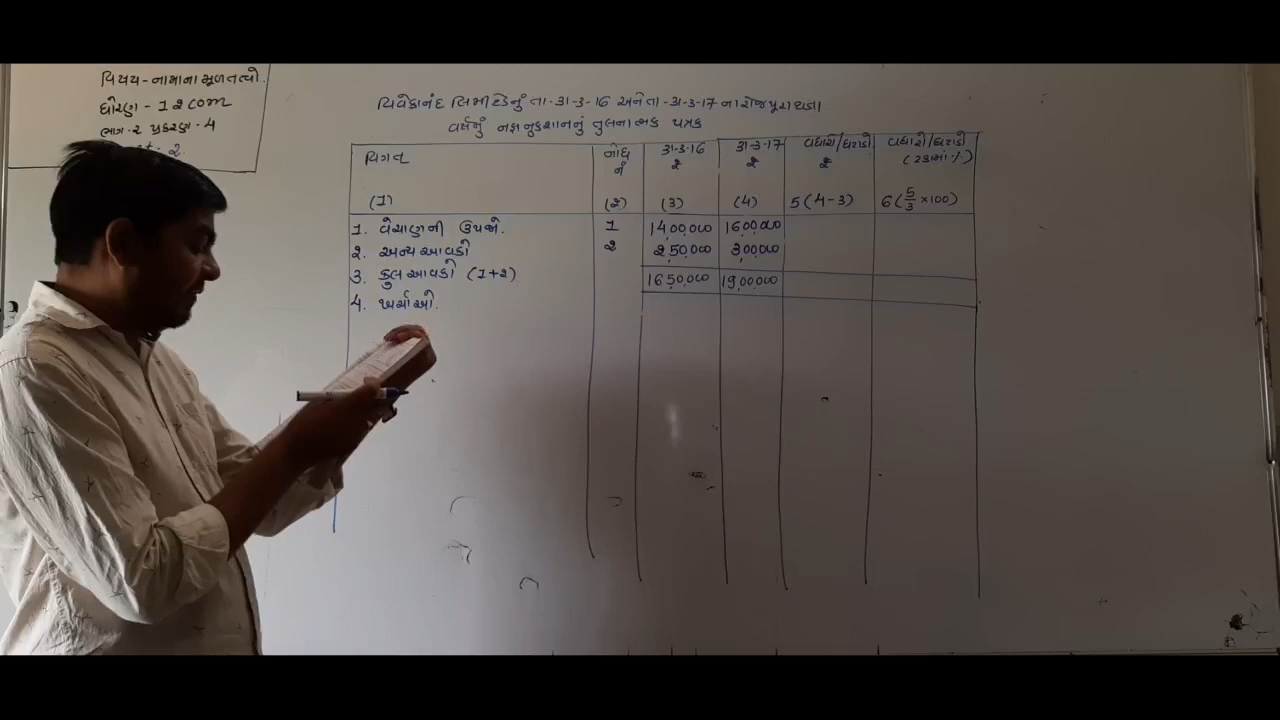 વિષય - નામાના મૂળતત્વો.
ધોરણ - 12 com
ભાગ - ૨ પ્રકરણ - 4
વિવેકાનંદ લિમીટેડનું તા - 31-3-16 અને તા - 31-3-17 ના રોજ પૂરા થતા
વર્ષનું નફા નુકશાનનું તુલનાત્મક પત્રક
વિગત નોંધ નં 31-3-16 ₹ 31-3-17 ₹ વધારો/ઘટાડો ₹ વધારો/ઘટાડો (ટકામાં %)
(1) (2) (3) (4) 5 (4-3) 6 (5/3 × 100)
1. વેચાણની ઉપજો. 1 14,00,000 16,00,000
2. અન્ય આવકો 2 2,50,000 3,00,000
3. કુલ આવકો (1+2) 16,50,000 19,00,000
4. ખર્ચાઓ.